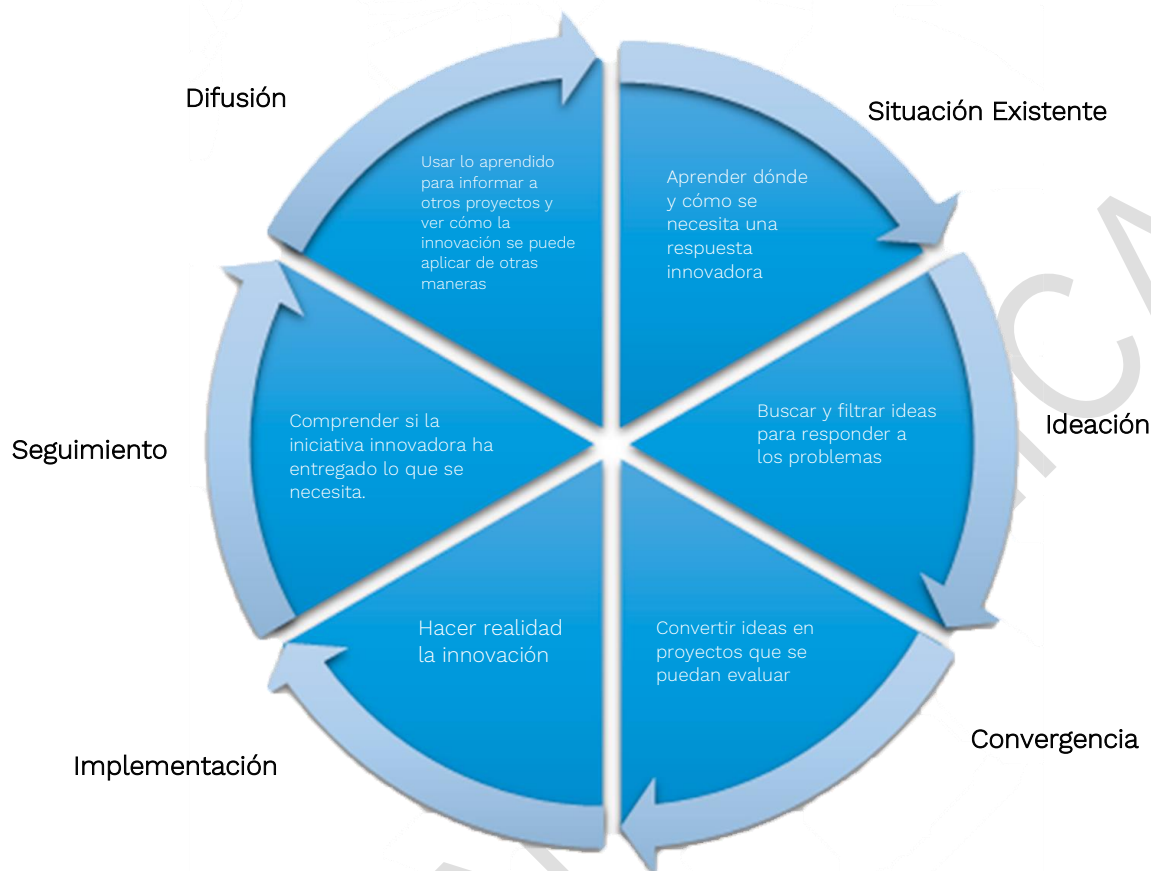 Situación Existente
Aprender dónde
y cómo se
necesita una
respuesta
innovadora
Ideación
Buscar y filtrar ideas
para responder a
los problemas
Convergencia
Convertir ideas en
proyectos que se
puedan evaluar
Implementación
Hacer realidad
la innovación
Seguimiento
Comprender si la
iniciativa innovadora ha
entregado lo que se
necesita.
Difusión
Usar lo aprendido
para informar a
otros proyectos y
ver cómo la
innovación se puede
aplicar de otras
maneras